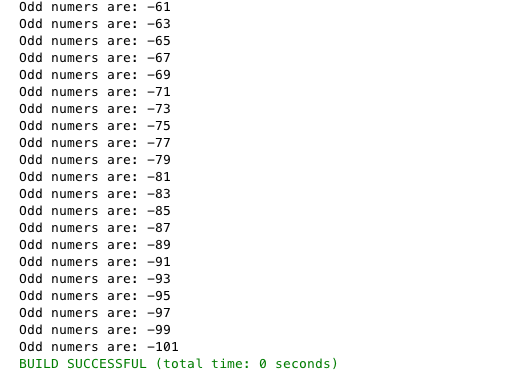 Odd numers are: -61
Odd numers are: -63
Odd numers are: -65
Odd numers are: -67
Odd numers are: -69
Odd numers are: -71
Odd numers are: -73
Odd numers are: -75
Odd numers are: -77
Odd numers are: -79
Odd numers are: -81
Odd numers are: -83
Odd numers are: -85
Odd numers are: -87
Odd numers are: -89
Odd numers are: -91
Odd numers are: -93
Odd numers are: -95
Odd numers are: -97
Odd numers are: -99
Odd numers are: -101
BUILD SUCCESSFUL (total time: 0 seconds)